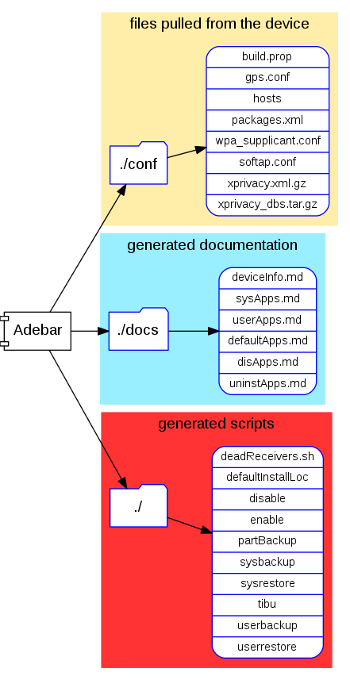 files pulled from the device
build.prop
gps.conf
hosts
packages.xml
wpa_supplicant.conf
softap.conf
xprivacy.xml.gz
xprivacy_dbs.tar.gz
./conf
generated documentation
deviceInfo.md
sysApps.md
userApps.md
defaultApps.md
disApps.md
uninstApps.md
Adebar
./docs
generated scripts
deadReceivers.sh
defaultInstallLoc
disable
enable
partBackup
sysbackup
sysrestore
tibu
userbackup
userrestore
./